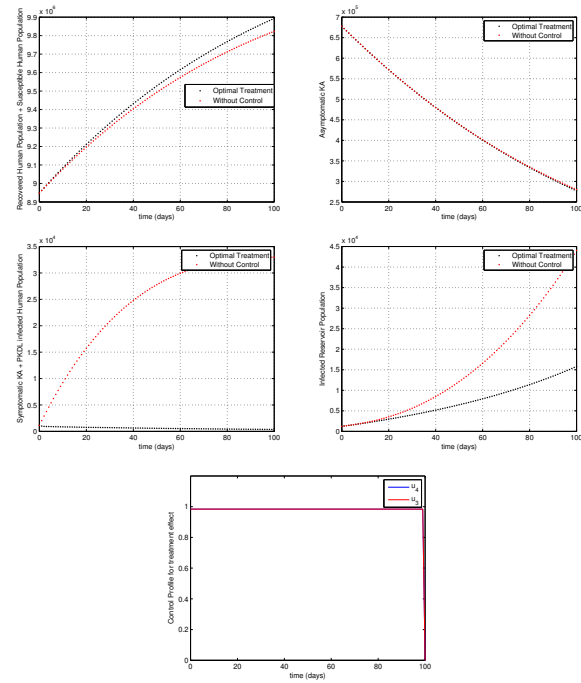 x 10^6
9.9
9.8
9.7
9.6
9.5
9.4
9.3
9.2
9.1
9
8.9
0 20 40 60 80 100
time (days)
Recovered Human Population + Susceptible Human Population
Optimal Treatment
Without Control
x 10^5
7
6.5
6
5.5
5
4.5
4
3.5
3
2.5
0 20 40 60 80 100
time (days)
Asymptomatic KA
Optimal Treatment
Without Control
x 10^4
3.5
3
2.5
2
1.5
1
0.5
0
0 20 40 60 80 100
time (days)
Symptomatic KA + PKDL infected Human Population
Optimal Treatment
Without Control
x 10^4
4.5
4
3.5
3
2.5
2
1.5
1
0.5
0
0 20 40 60 80 100
time (days)
Infected Reservoir Population
Optimal Treatment
Without Control
1
0.8
0.6
0.4
0.2
0
0 20 40 60 80 100
time (days)
Control Profile for treatment effect
u_4
u_3